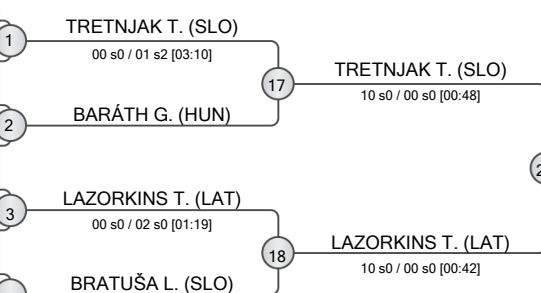 TRETNJAK T. (SLO)
1
00 s0 / 01 s2 [03:10]
17
TRETNJAK T. (SLO)
10 s0 / 00 s0 [00:48]
BARÁTH G. (HUN)
2
LAZORKINS T. (LAT)
3
00 s0 / 02 s0 [01:19]
18
LAZORKINS T. (LAT)
10 s0 / 00 s0 [00:42]
BRATUŠA L. (SLO)